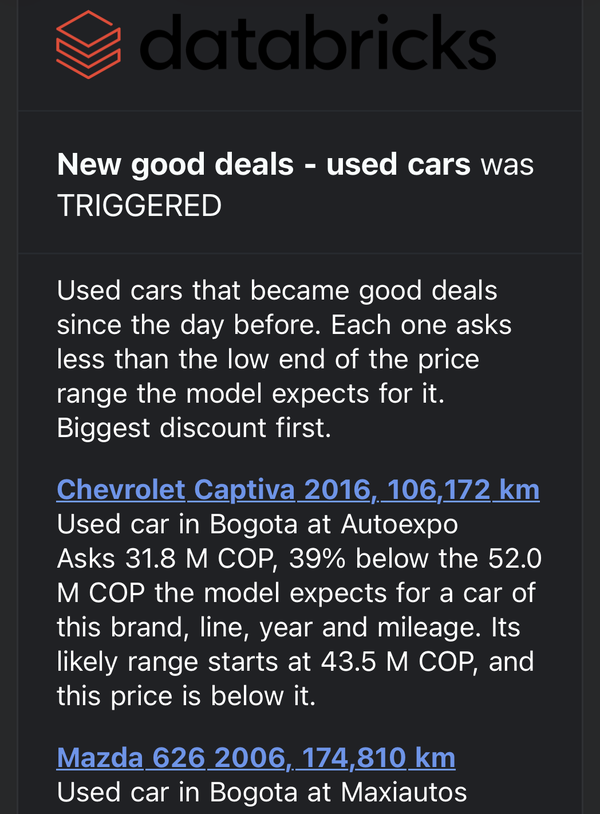 databricks
New good deals - used cars was
TRIGGERED
Used cars that became good deals
since the day before. Each one asks
less than the low end of the price
range the model expects for it.
Biggest discount first.
Chevrolet Captiva 2016, 106,172 km
Used car in Bogota at Autoexpo
Asks 31.8 M COP, 39% below the 52.0
M COP the model expects for a car of
this brand, line, year and mileage. Its
likely range starts at 43.5 M COP, and
this price is below it.
Mazda 626 2006, 174,810 km
Used car in Bogota at Maxiautos